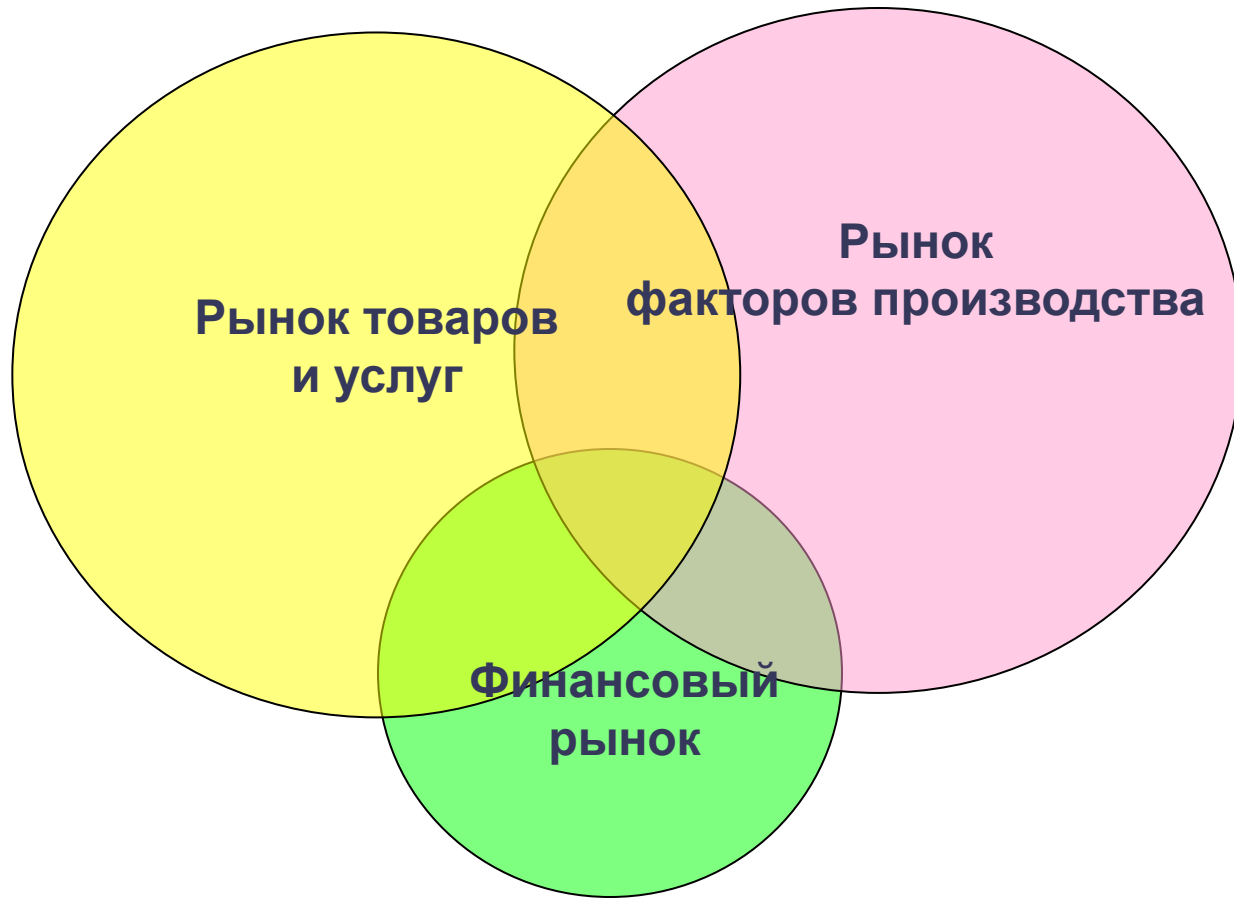 Рынок
факторов производства
Рынок товаров
и услуг
Финансовый
рынок